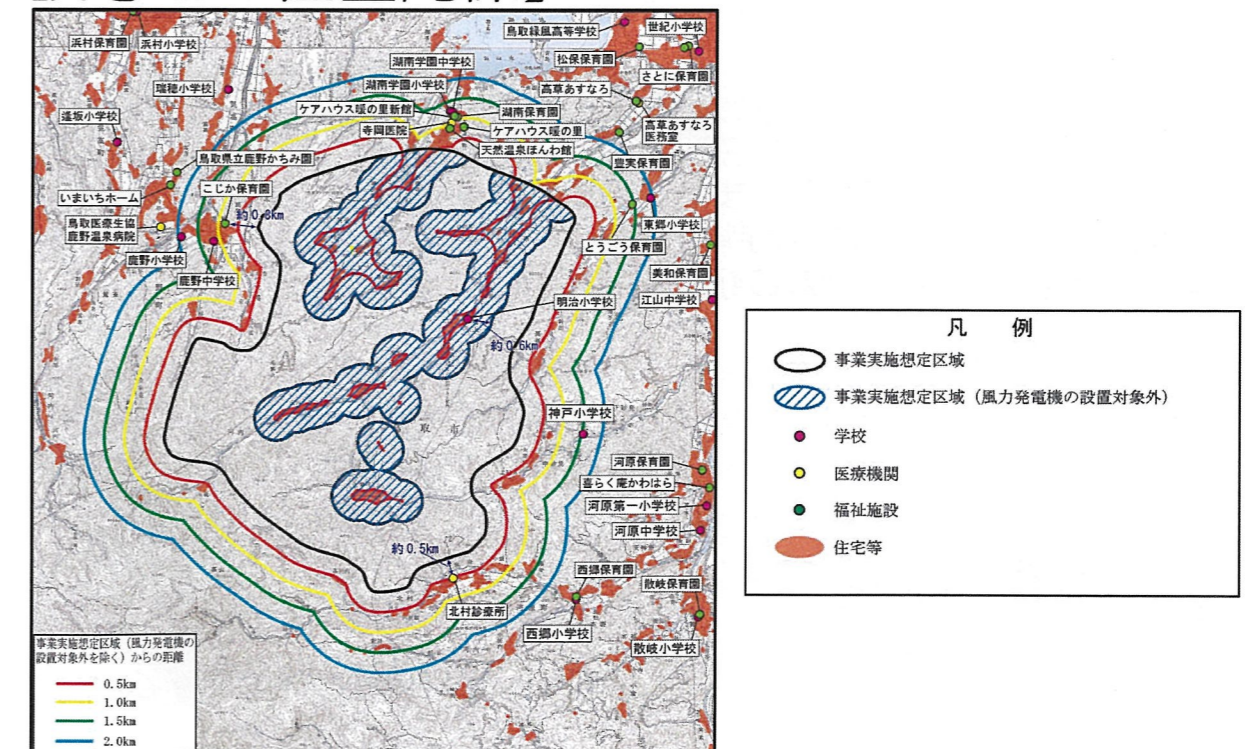 鳥取緑風高等学校
世紀小学校
浜村保育園
浜村小学校
松保保育園
湖南学園中学校
さとに保育園
瑞穂小学校
湖南学園小学校
高草あすなろ
ケアハウス暖の里新館
湖南保育園
逢坂小学校
寺岡医院
ケアハウス暖の里
高草あすなろ
医務室
天然温泉ほんわ館
鳥取県立鹿野かちみ園
豊実保育園
こじか保育園
いまいちホーム
約0.8km
鳥取医療生協
鹿野温泉病院
東郷小学校
とうごう保育園
鹿野小学校
美和保育園
鹿野中学校
明治小学校
江山中学校
約0.6km
神戸小学校
取
市
河原保育園
喜らく庵かわはら
河原第一小学校
河原中学校
約0.5km
西郷保育園
散岐保育園
北村診療所
西郷小学校
散岐小学校
事業実施想定区域（風力発電機の
設置対象外を除く）からの距離
0.5km
1.0km
1.5km
2.0km
凡　例
事業実施想定区域
事業実施想定区域（風力発電機の設置対象外）
学校
医療機関
福祉施設
住宅等